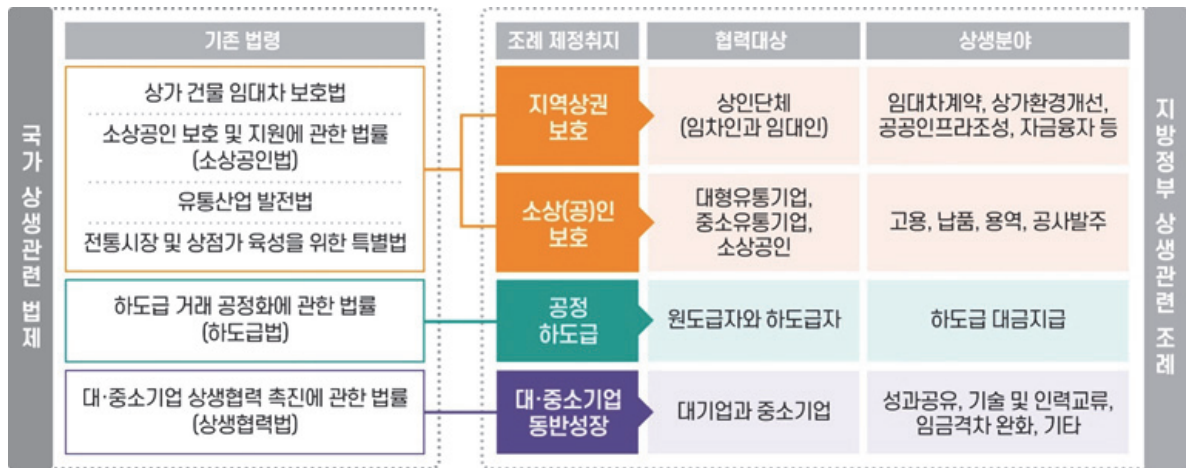 국가 상생관련 법제
기존 법령
상가 건물 임대차 보호법
소상공인 보호 및 지원에 관한 법률
(소상공인법)
유통산업 발전법
전통시장 및 상점가 육성을 위한 특별법
하도급 거래 공정화에 관한 법률
(하도급법)
대·중소기업 상생협력 촉진에 관한 법률
(상생협력법)
조례 제정취지
협력대상
상생분야
지역상권
보호
상인단체
(임차인과 임대인)
임대차계약, 상가환경개선,
공공인프라조성, 자금융자 등
소상(공)인
보호
대형유통기업,
중소유통기업,
소상공인
고용, 납품, 용역, 공사발주
공정
하도급
원도급자와 하도급자
하도급 대금지급
대·중소기업
동반성장
대기업과 중소기업
성과공유, 기술 및 인력교류,
임금격차 완화, 기타
지방정부 상생관련 조례